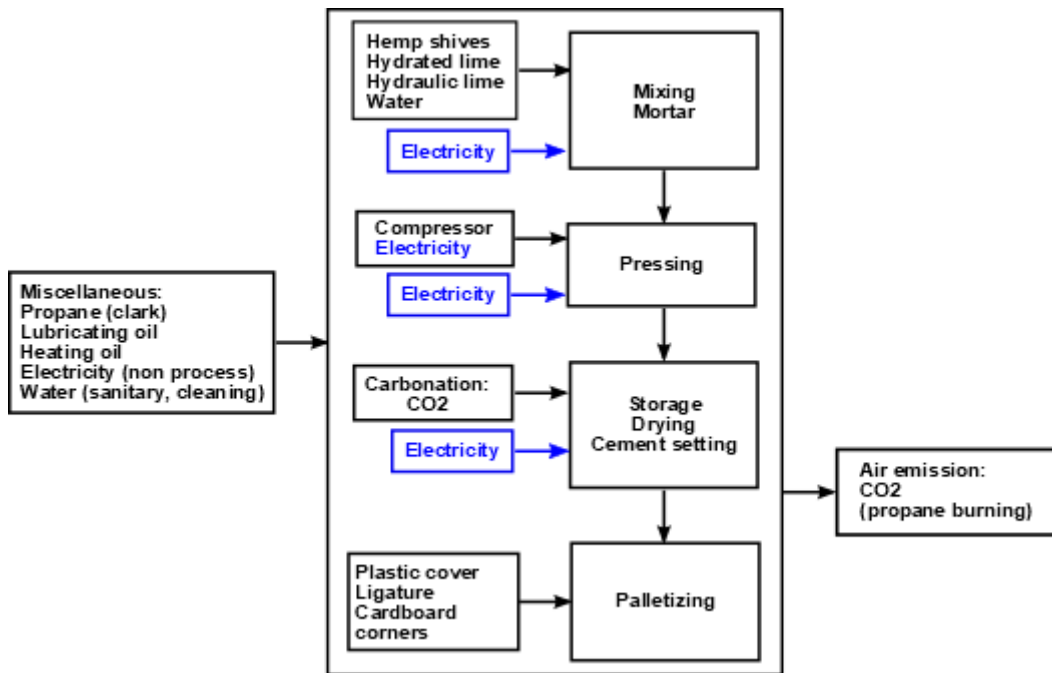 Hemp shives
Hydrated lime
Hydraulic lime
Water
Mixing
Mortar
Electricity
Compressor
Electricity
Pressing
Electricity
Miscellaneous:
Propane (clark)
Lubricating oil
Heating oil
Electricity (non process)
Water (sanitary, cleaning)
Carbonation:
CO2
Storage
Drying
Cement setting
Electricity
Air emission:
CO2
(propane burning)
Plastic cover
Ligature
Cardboard
corners
Palletizing